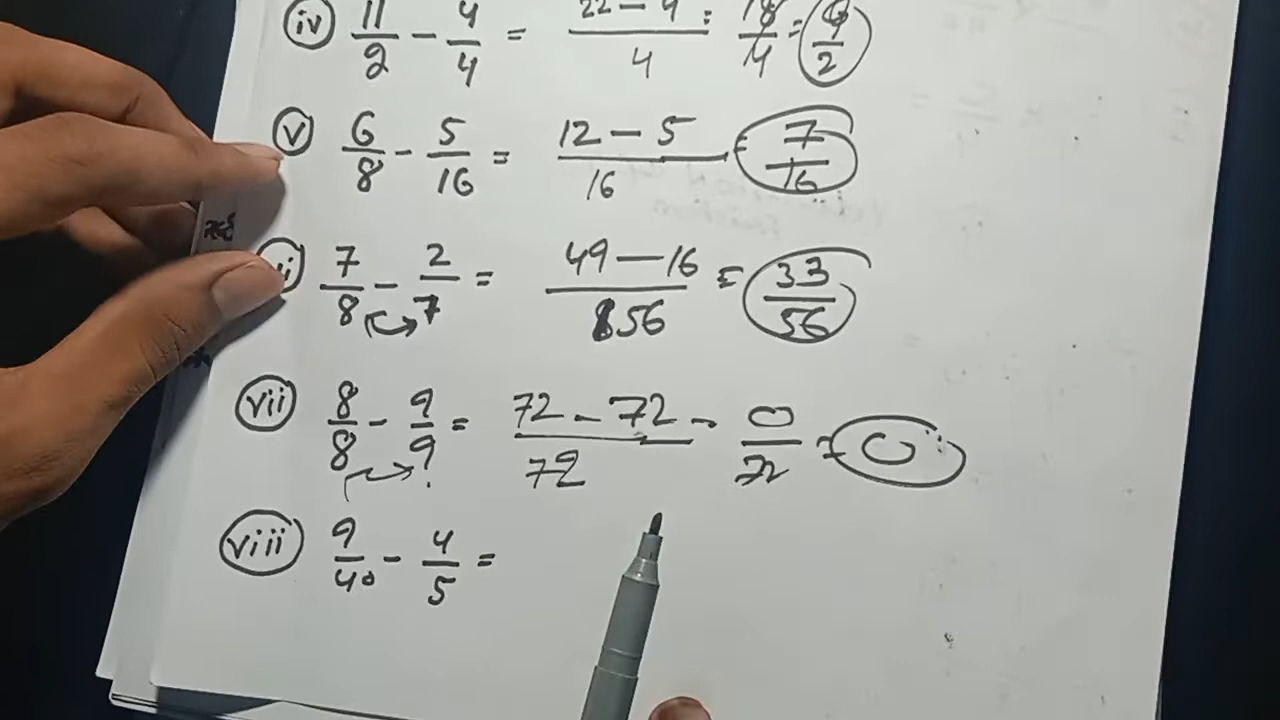 (iv) 11/2 - 4/4 = 22 - 4/4 = 18/4 = 9/2
(v) 6/8 - 5/16 = 12 - 5/16 = 7/16
7/8 - 2/7 = 49 - 16/56 = 33/56
(vii) 8/8 - 9/9 = 72 - 72/72 - 0/72 = 0
(viii) 9/40 - 4/5 =